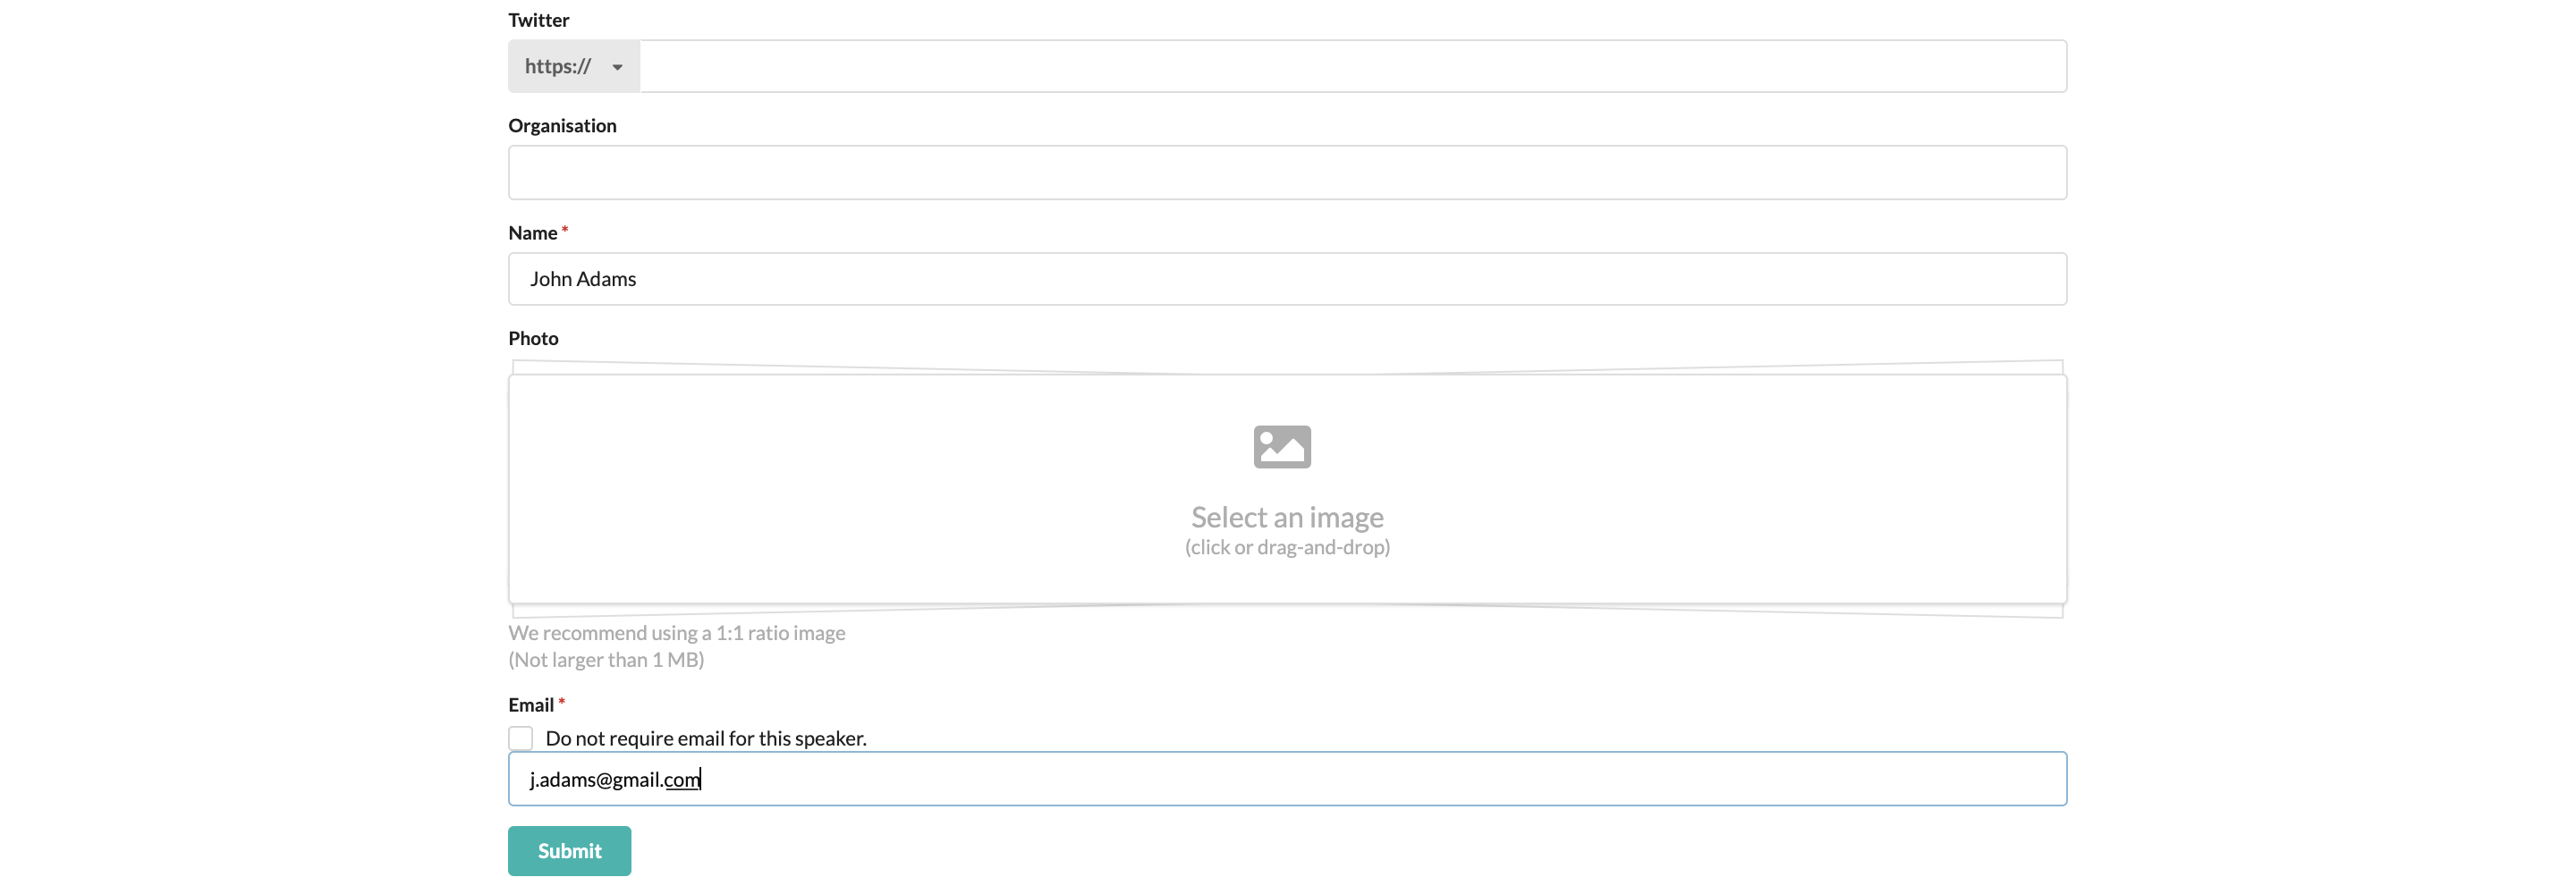 Twitter
https://
Organisation
Name *
John Adams
Photo
Select an image
(click or drag-and-drop)
We recommend using a 1:1 ratio image
(Not larger than 1 MB)
Email *
Do not require email for this speaker.
j.adams@gmail.com
Submit